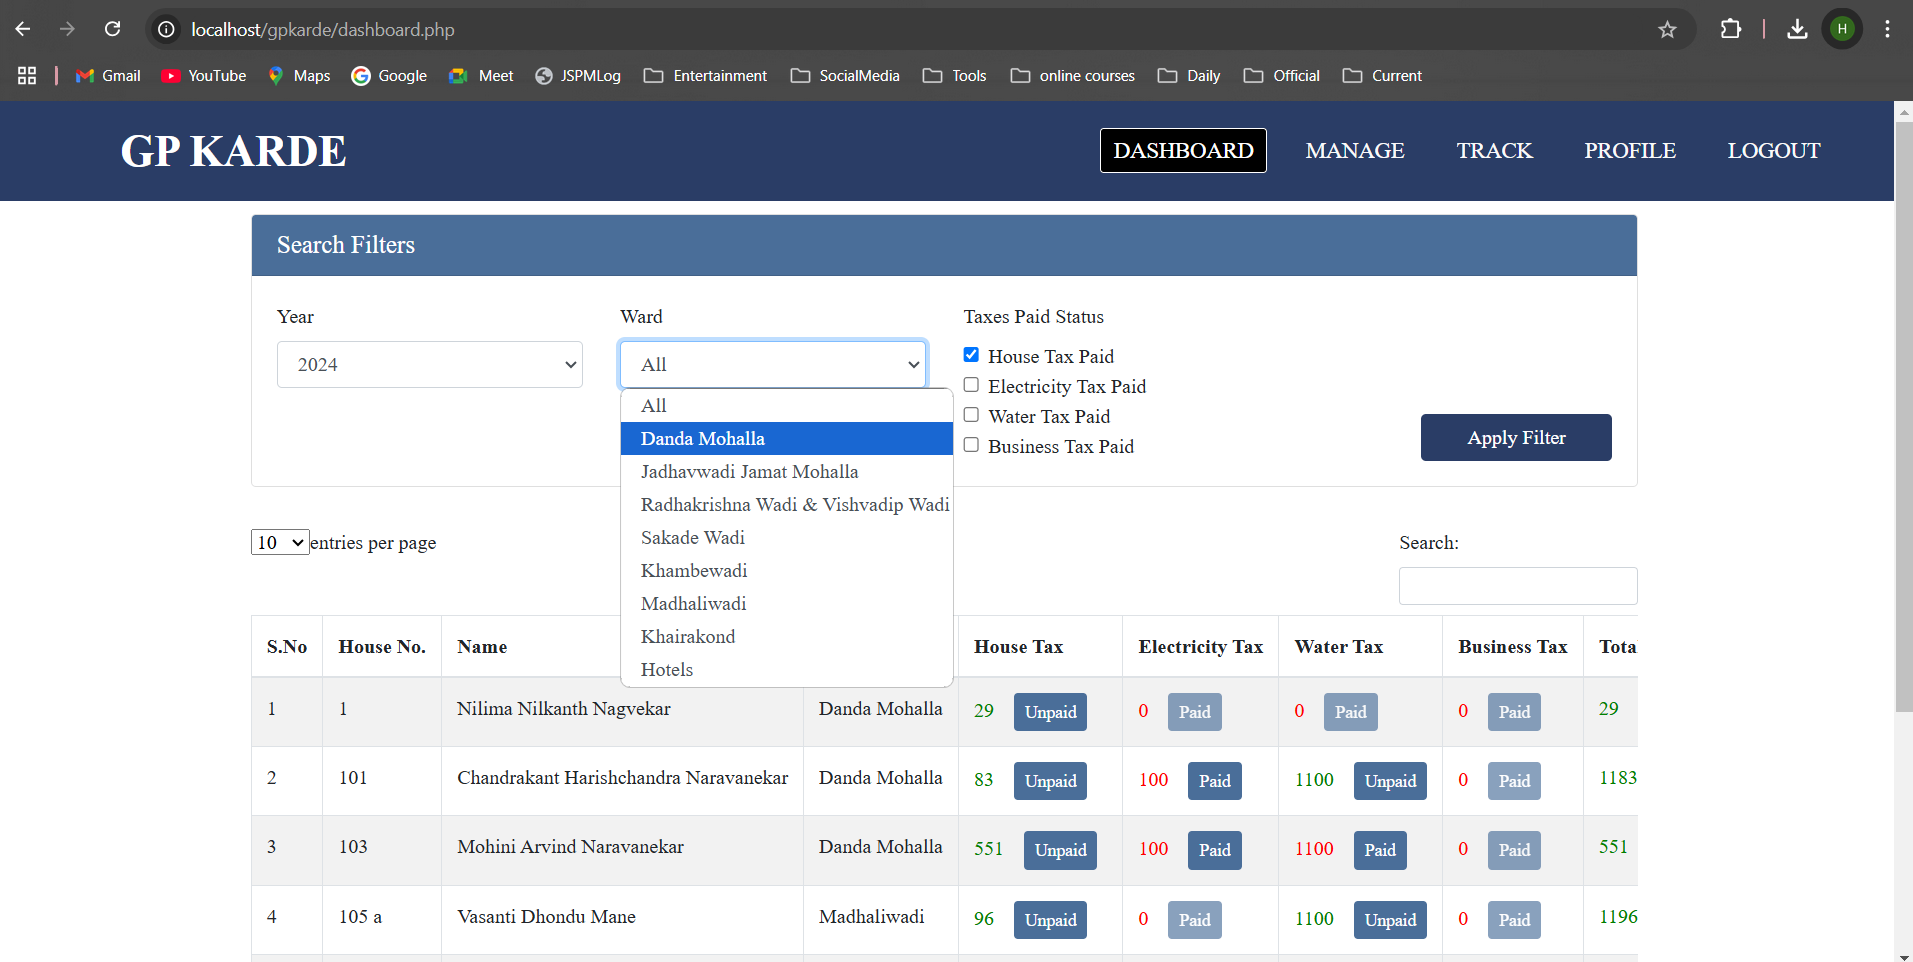 localhost/gpkarde/dashboard.php
H
Gmail YouTube Maps Google Meet JSPMLog Entertainment SocialMedia Tools online courses Daily Official Current
GP KARDE DASHBOARD MANAGE TRACK PROFILE LOGOUT
Search Filters
Year Ward Taxes Paid Status
2024 All
House Tax Paid
Electricity Tax Paid
Water Tax Paid
Business Tax Paid
Apply Filter
All
Danda Mohalla
Jadhavwadi Jamat Mohalla
Radhakrishna Wadi & Vishvadip Wadi
Sakade Wadi
Khambewadi
Madhaliwadi
Khairakond
Hotels
10 entries per page Search:
S.No House No. Name House Tax Electricity Tax Water Tax Business Tax Tota
1 1 Nilima Nilkanth Nagvekar Danda Mohalla 29 Unpaid 0 Paid 0 Paid 0 Paid 29
2 101 Chandrakant Harishchandra Naravanekar Danda Mohalla 83 Unpaid 100 Paid 1100 Unpaid 0 Paid 1183
3 103 Mohini Arvind Naravanekar Danda Mohalla 551 Unpaid 100 Paid 1100 Paid 0 Paid 551
4 105 a Vasanti Dhondu Mane Madhaliwadi 96 Unpaid 0 Paid 1100 Unpaid 0 Paid 1196